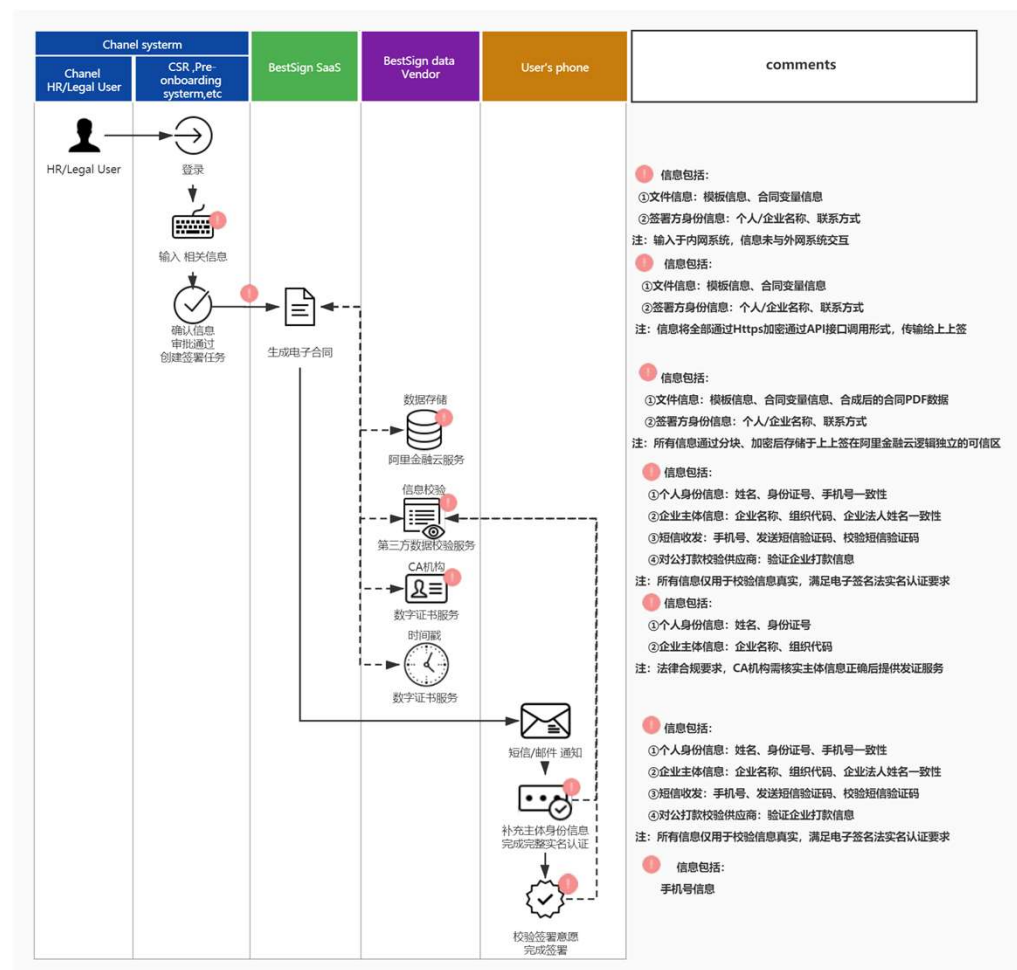 Chanel systerm
Chanel
HR/Legal User
CSR ,Pre-
onboarding
systerm,etc
BestSign SaaS
BestSign data
Vendor
User's phone
comments
HR/Legal User
登录
输入 相关信息
确认信息
审批通过
创建签署任务
生成电子合同
数据存储
阿里金融云服务
信息校验
第三方数据校验服务
CA机构
数字证书服务
时间戳
数字证书服务
短信/邮件 通知
补充主体身份信息
完成完整实名认证
校验签署意愿
完成签署
! 信息包括：
①文件信息：模板信息、合同变量信息
②签署方身份信息：个人/企业名称、联系方式
注：输入于内网系统，信息未与外网系统交互
! 信息包括：
①文件信息：模板信息、合同变量信息
②签署方身份信息：个人/企业名称、联系方式
注：信息将全部通过Https加密通过API接口调用形式，传输给上上签
! 信息包括：
①文件信息：模板信息、合同变量信息、合成后的合同PDF数据
②签署方身份信息：个人/企业名称、联系方式
注：所有信息通过分块、加密后存储于上上签在阿里金融云逻辑独立的可信区
! 信息包括：
①个人身份信息：姓名、身份证号、手机号一致性
②企业主体信息：企业名称、组织代码、企业法人姓名一致性
③短信收发：手机号、发送短信验证码、校验短信验证码
④对公打款校验供应商：验证企业打款信息
注：所有信息仅用于校验信息真实，满足电子签名法实名认证要求
! 信息包括：
①个人身份信息：姓名、身份证号
②企业主体信息：企业名称、组织代码
注：法律合规要求，CA机构需核实主体信息正确后提供发证服务
! 信息包括：
①个人身份信息：姓名、身份证号、手机号一致性
②企业主体信息：企业名称、组织代码、企业法人姓名一致性
③短信收发：手机号、发送短信验证码、校验短信验证码
④对公打款校验供应商：验证企业打款信息
注：所有信息仅用于校验信息真实，满足电子签名法实名认证要求
! 信息包括：
手机号信息